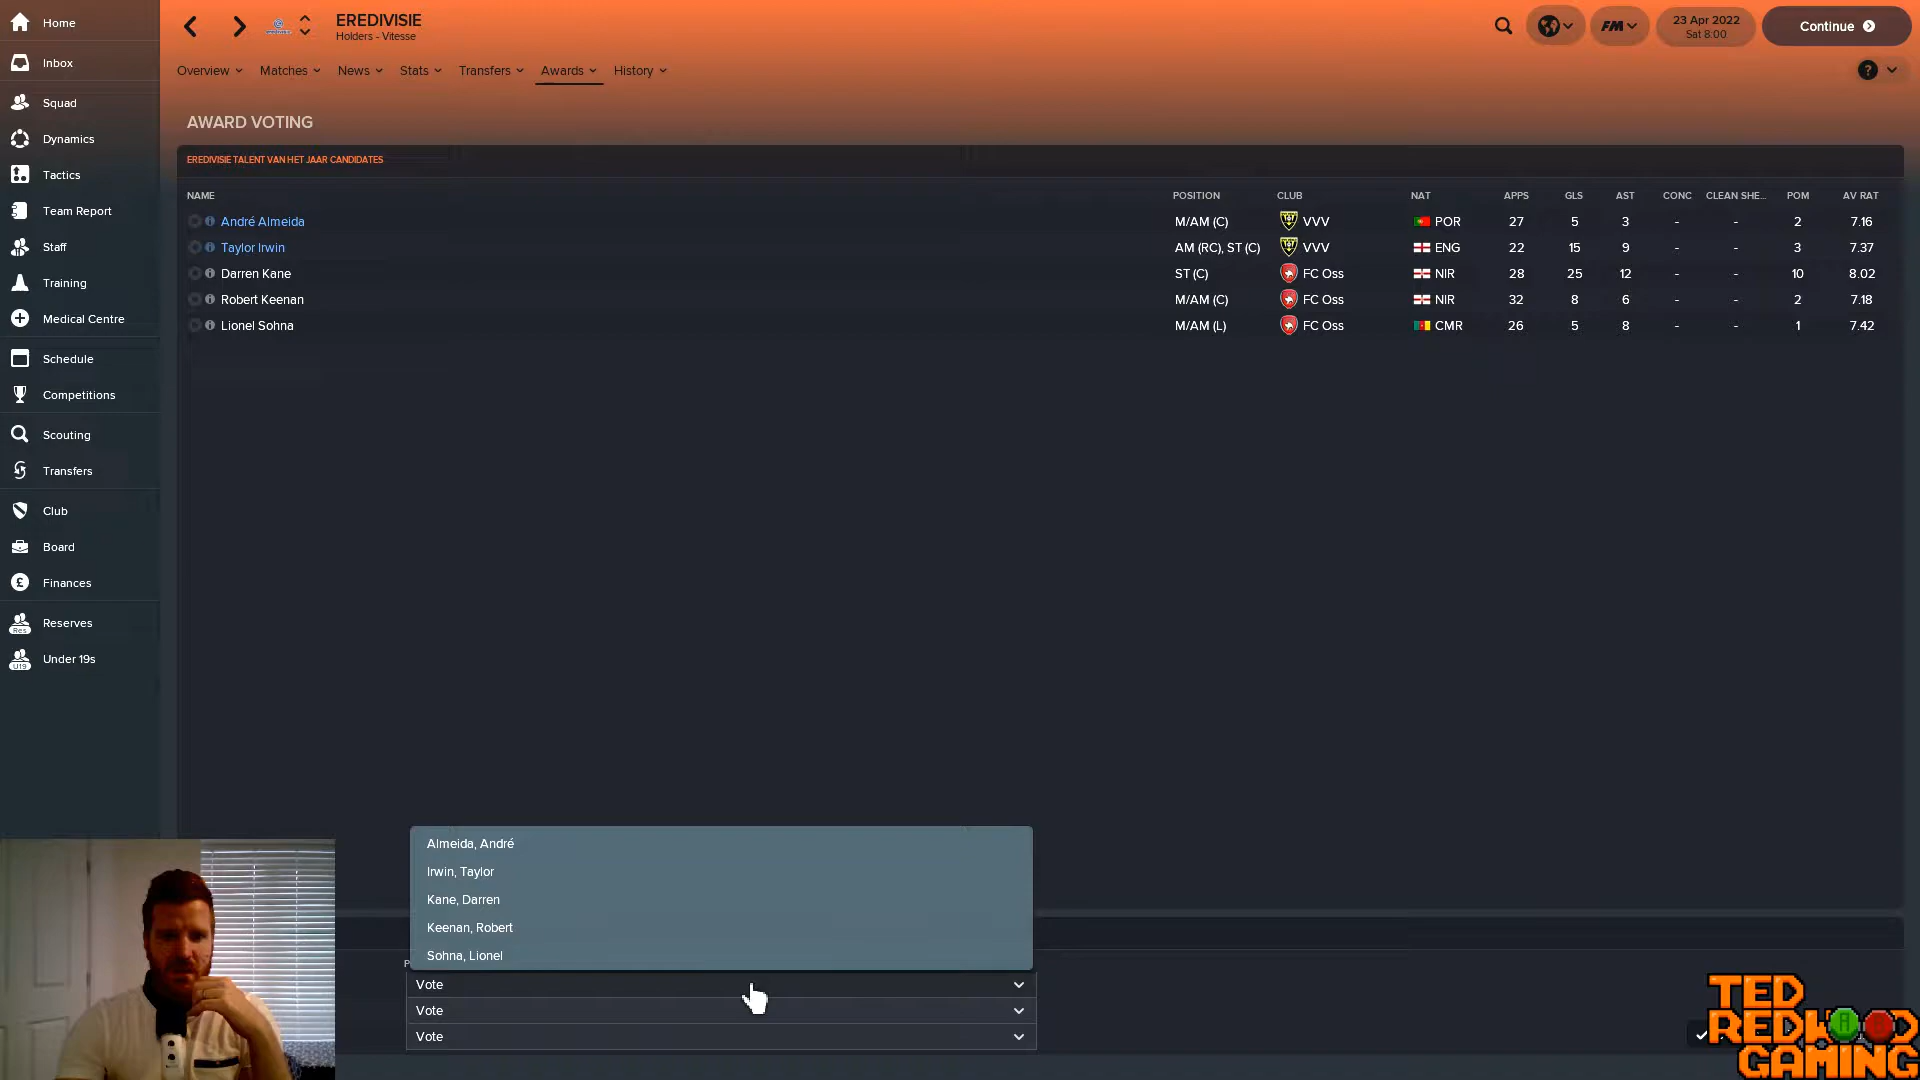 Home
Inbox
Squad
Dynamics
Tactics
Team Report
Staff
Training
Medical Centre
Schedule
Competitions
Scouting
Transfers
Club
Board
Finances
Reserves
Under 19s
EREDIVISIE
Holders - Vitesse
FM
23 Apr 2022
Sat 8:00
Continue
Overview Matches News Stats Transfers Awards History
AWARD VOTING
EREDIVISIE TALENT VAN HET JAAR CANDIDATES
NAME POSITION CLUB NAT APPS GLS AST CONC CLEAN SHE... POM AV RAT
André Almeida M/AM (C) VVV POR 27 5 3 - - 2 7.16
Taylor Irwin AM (RC), ST (C) VVV ENG 22 15 9 - - 3 7.37
Darren Kane ST (C) FC Oss NIR 28 25 12 - - 10 8.02
Robert Keenan M/AM (C) FC Oss NIR 32 8 6 - - 2 7.18
Lionel Sohna M/AM (L) FC Oss CMR 26 5 8 - - 1 7.42
Almeida, André
Irwin, Taylor
Kane, Darren
Keenan, Robert
Sohna, Lionel
Vote
Vote
Vote
TED
REDWOOD
GAMING